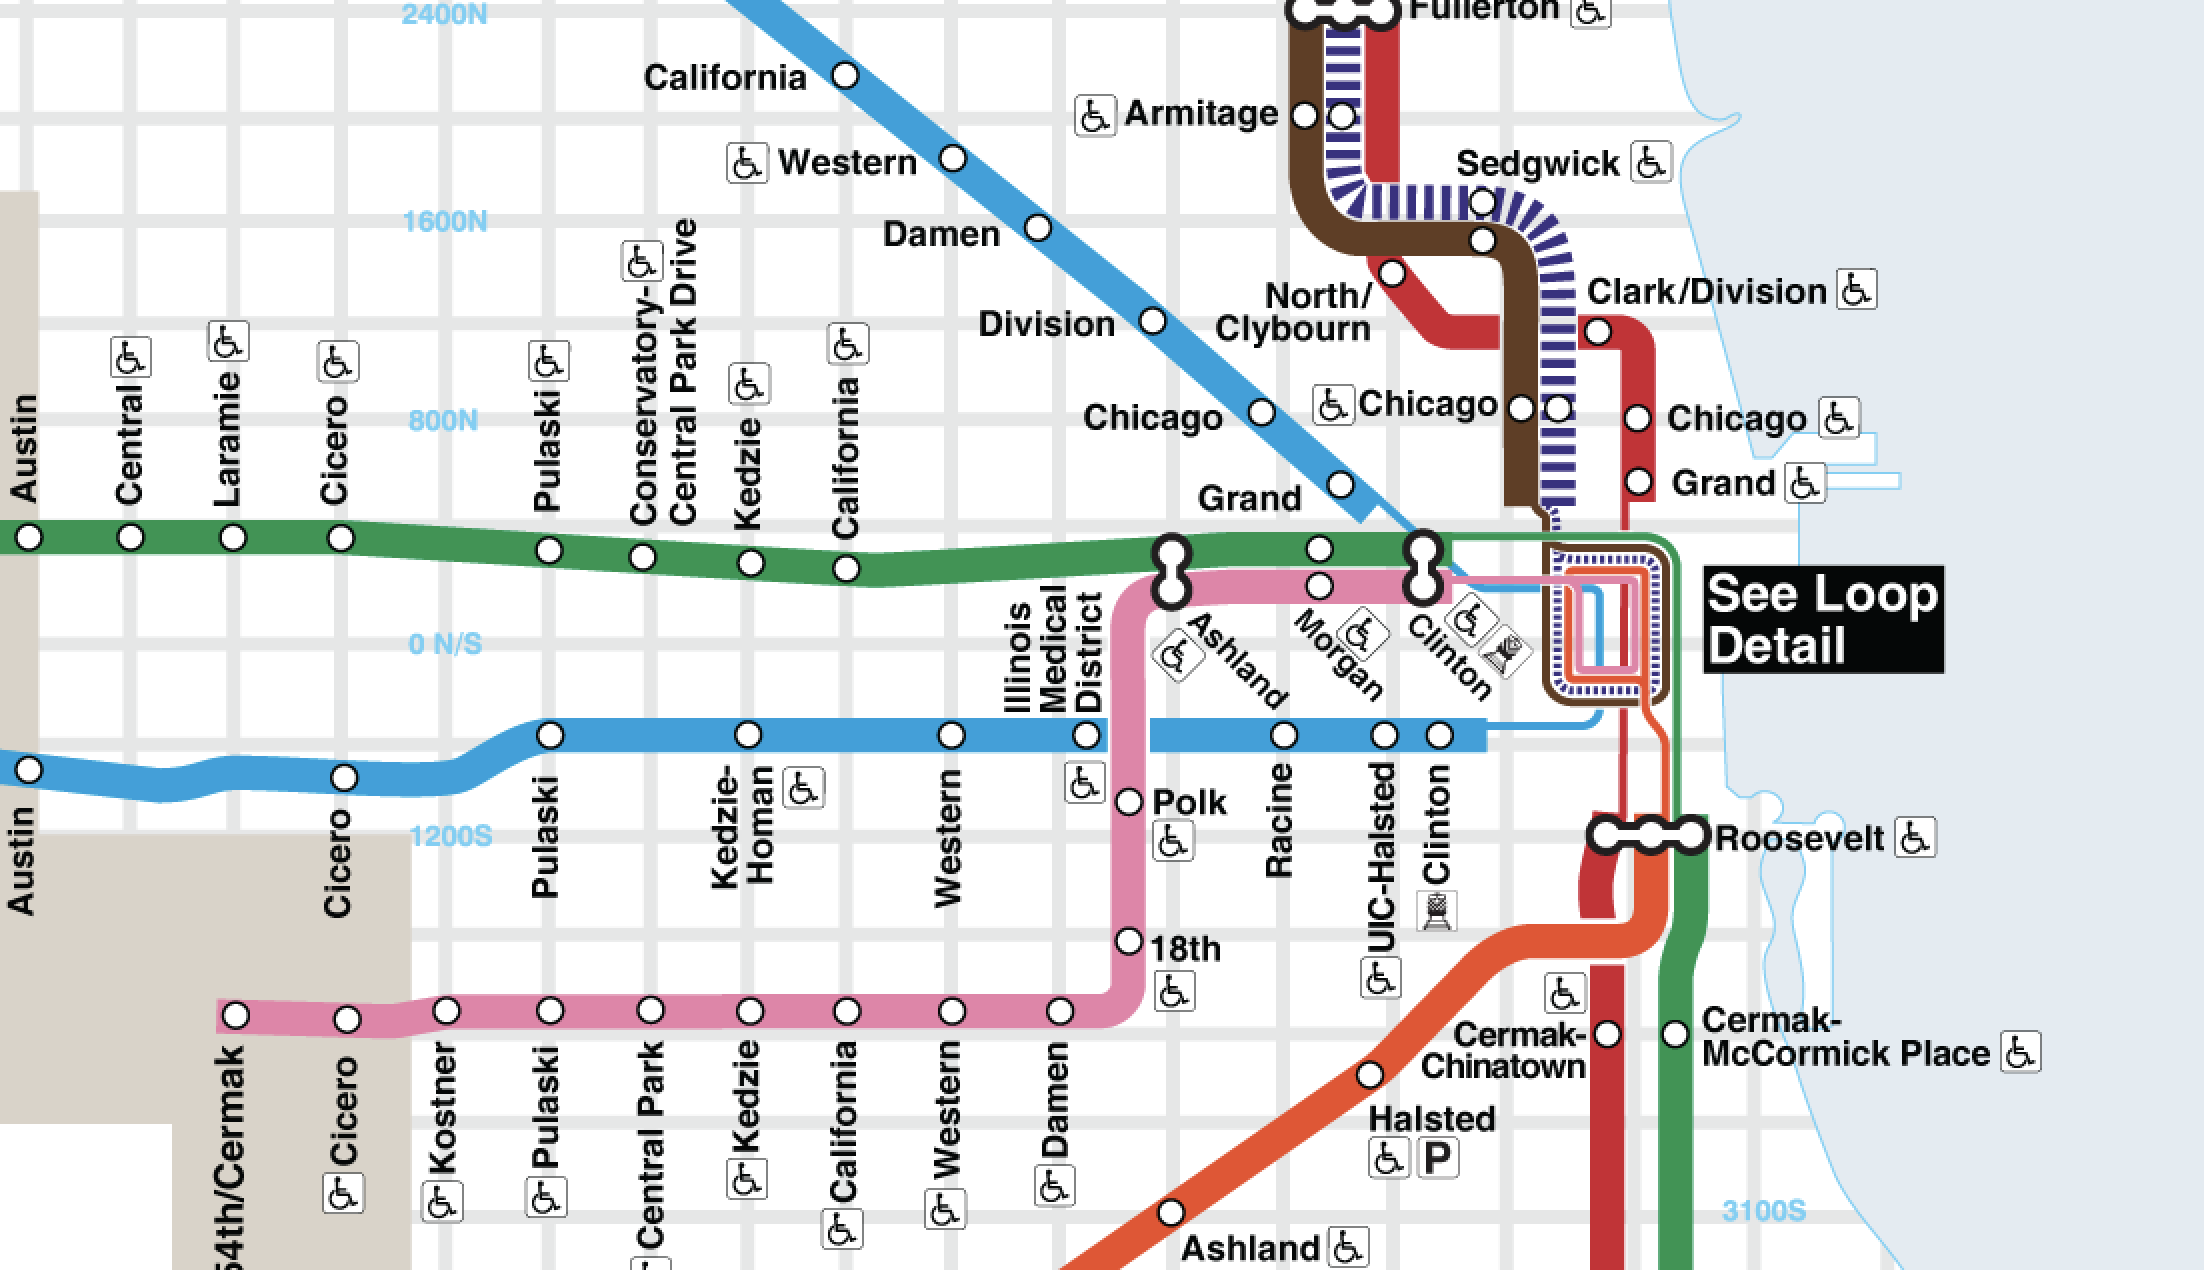 2400N
Fullerton
California
Armitage
Western
Sedgwick
1600N
Damen
Conservatory-
Central Park Drive
North/
Clybourn
Clark/Division
Division
Austin
Central
Laramie
Cicero
800N
Pulaski
Kedzie
California
Chicago
Chicago
Chicago
Grand
Grand
See Loop
Detail
Illinois
Medical
District
Ashland
Morgan
Clinton
0 N/S
Polk
Roosevelt
1200S
Austin
Cicero
Pulaski
Kedzie-
Homan
Western
Racine
UIC-Halsted
Clinton
18th
Cermak-
Chinatown
Cermak-
McCormick Place
54th/Cermak
Cicero
Kostner
Pulaski
Central Park
Kedzie
California
Western
Damen
Halsted
P
3100S
Ashland